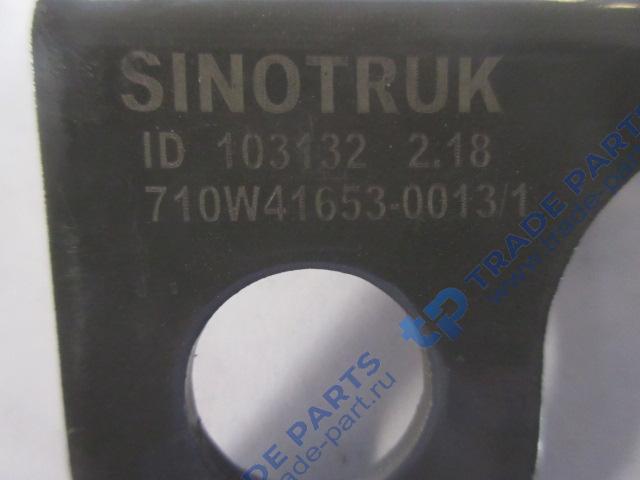 SINOTRUK
ID 103132 2.18
710W41653-0013/1
tp TRADE PARTS
www.trade-part.ru
TRADE PARTS
trade-part.ru